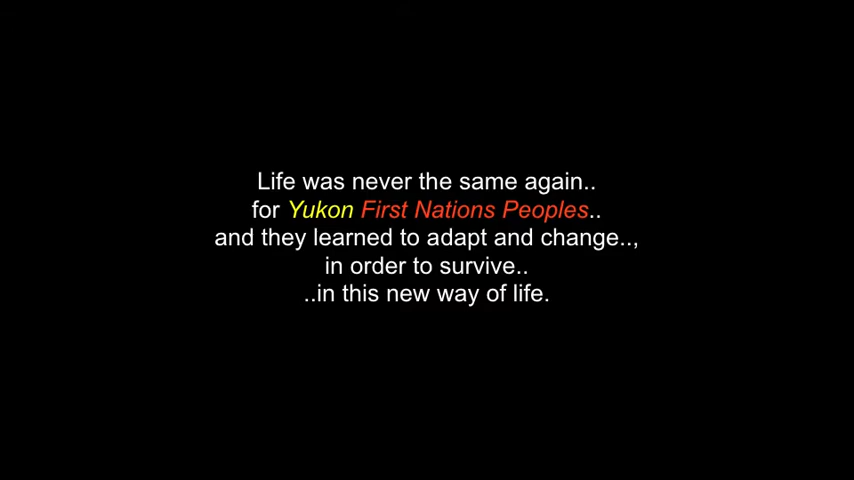 Life was never the same again..
for Yukon First Nations Peoples..
and they learned to adapt and change..,
in order to survive..
..in this new way of life.